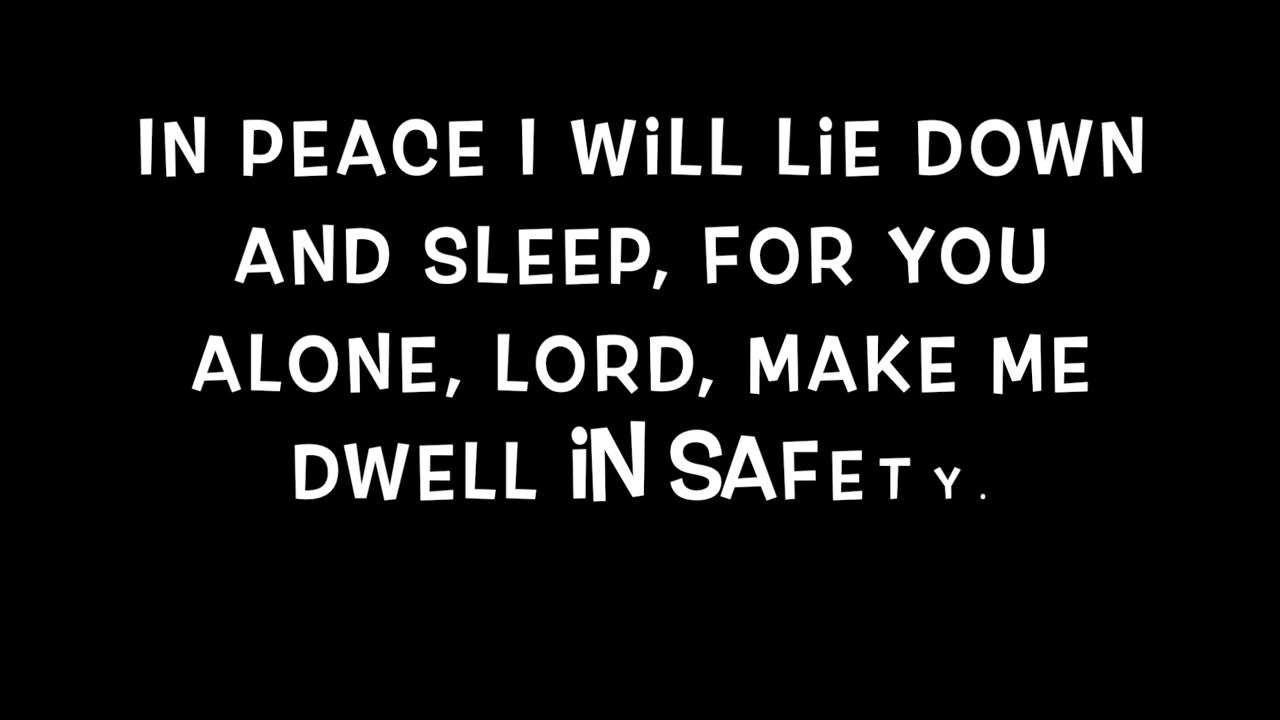 IN PEACE I WiLL LiE DOWN
AND SLEEP, FOR YOU
ALONE, LORD, MAKE ME
DWELL iN SAFETY.